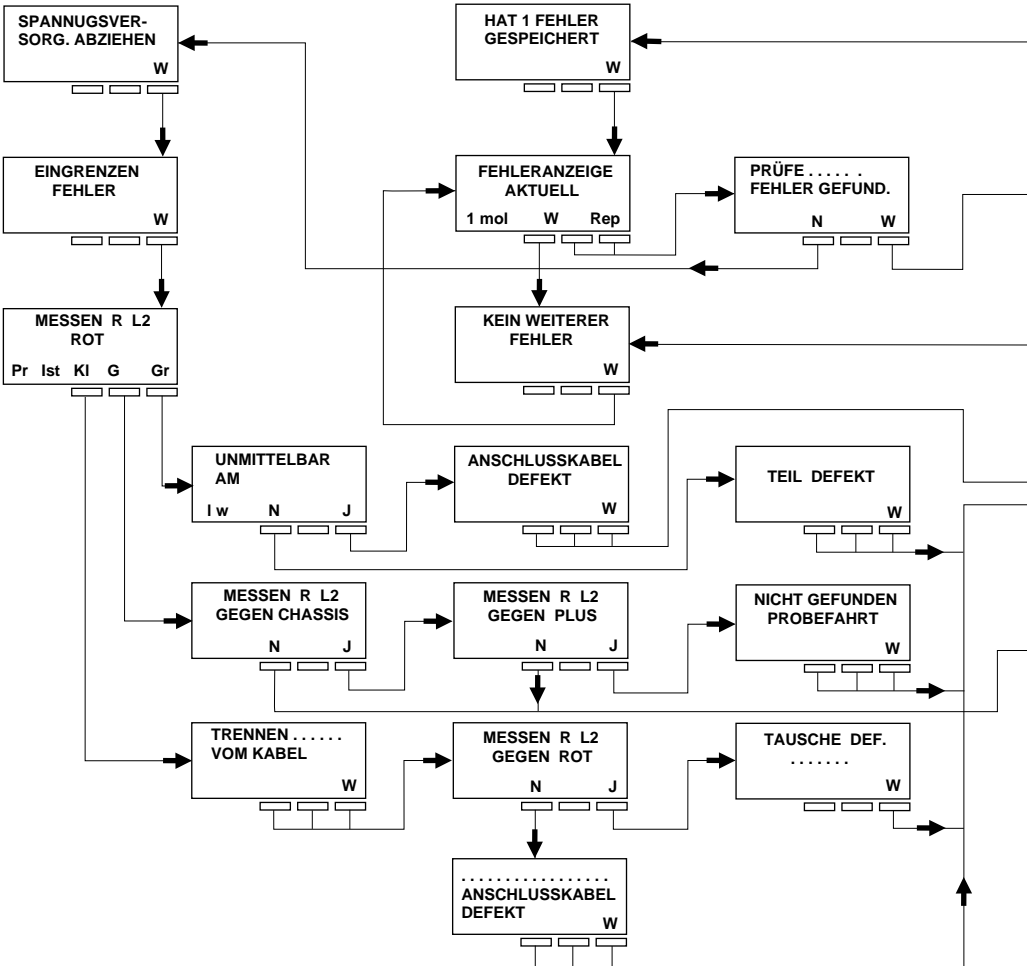 SPANNUGSVER-
SORG. ABZIEHEN
W
HAT 1 FEHLER
GESPEICHERT
W
EINGRENZEN
FEHLER
W
FEHLERANZEIGE
AKTUELL
1 mol W Rep
PRÜFE . . . . . .
FEHLER GEFUND.
N W
MESSEN R L2
ROT
Pr Ist Kl G Gr
KEIN WEITERER
FEHLER
W
UNMITTELBAR
AM
I w N J
ANSCHLUSSKABEL
DEFEKT
W
TEIL DEFEKT
W
MESSEN R L2
GEGEN CHASSIS
N J
MESSEN R L2
GEGEN PLUS
N J
NICHT GEFUNDEN
PROBEFAHRT
W
TRENNEN . . . . . .
VOM KABEL
W
MESSEN R L2
GEGEN ROT
N J
TAUSCHE DEF.
. . . . . . .
W
. . . . . . . . . . . . . . . . .
ANSCHLUSSKABEL
DEFEKT
W